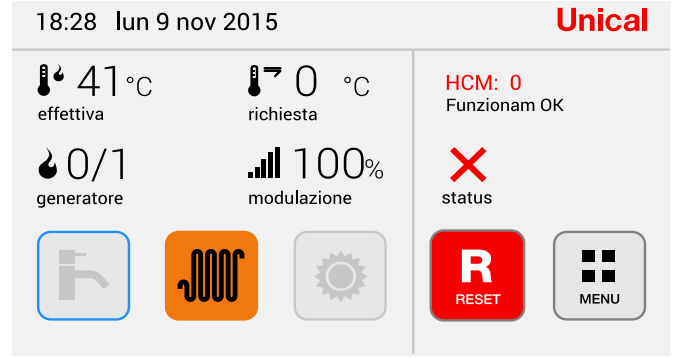 18:28 lun 9 nov 2015
Unical
41°C
effettiva
0 °C
richiesta
HCM: 0
Funzionam OK
0/1
generatore
100%
modulazione
status
R
RESET
MENU